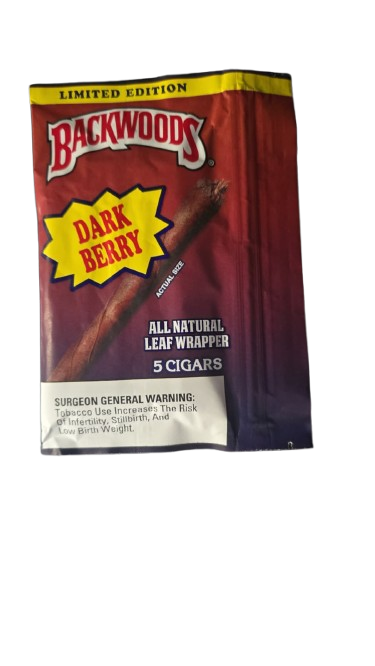 LIMITED EDITION
BACKWOODS®
DARK
BERRY
ACTUAL SIZE
ALL NATURAL
LEAF WRAPPER
5 CIGARS
SURGEON GENERAL WARNING:
Tobacco Use Increases The Risk
Of Infertility, Stillbirth, And
Low Birth Weight.